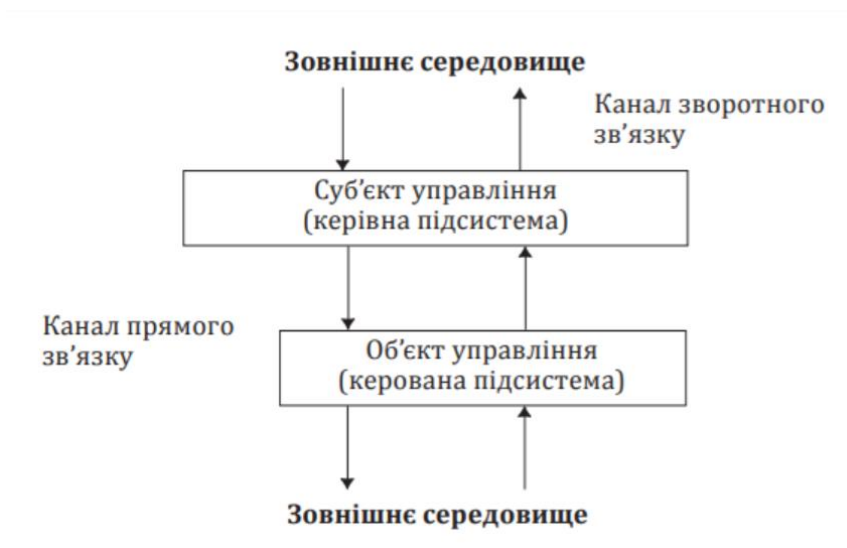 Зовнішнє середовище
Канал зворотного
зв’язку
Суб’єкт управління
(керівна підсистема)
Канал прямого
зв’язку
Об’єкт управління
(керована підсистема)
Зовнішнє середовище